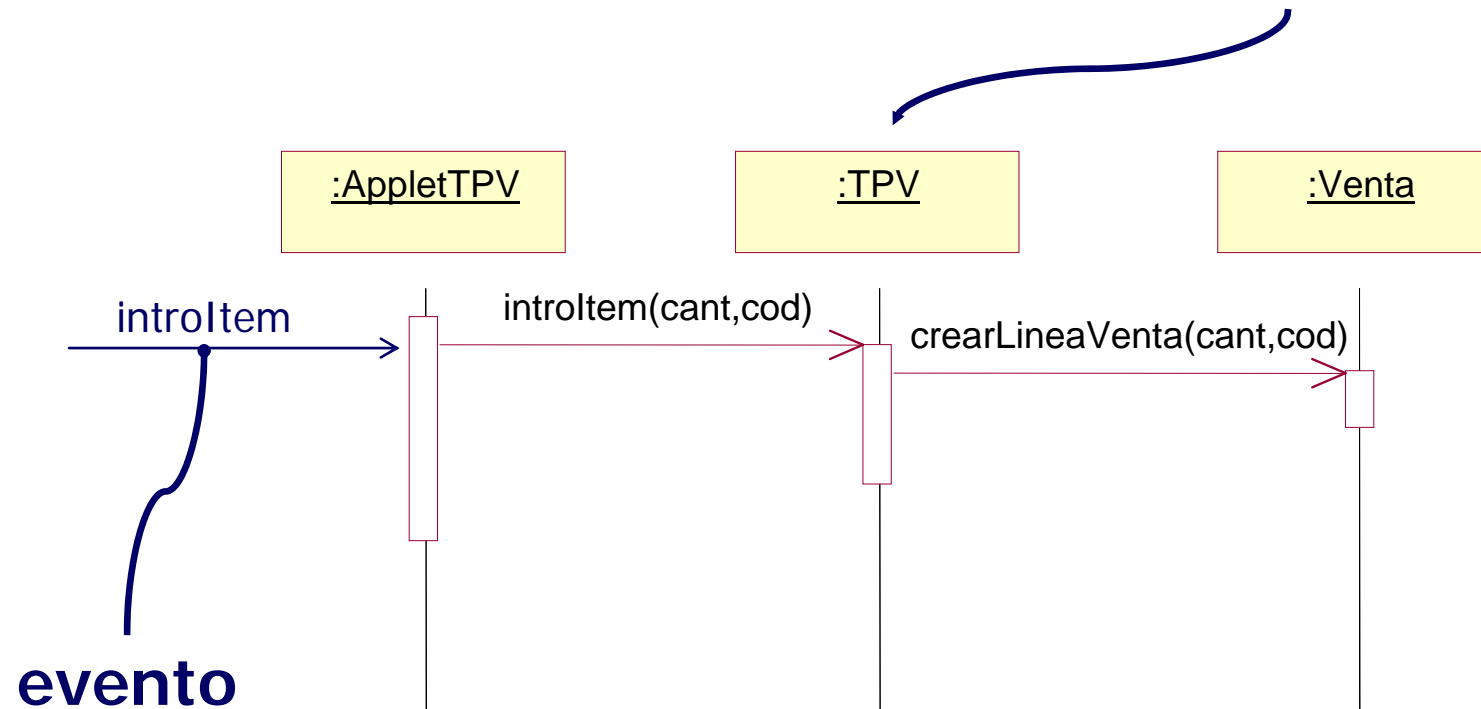 :AppletTPV
:TPV
:Venta
introItem
introItem(cant,cod)
crearLineaVenta(cant,cod)
evento